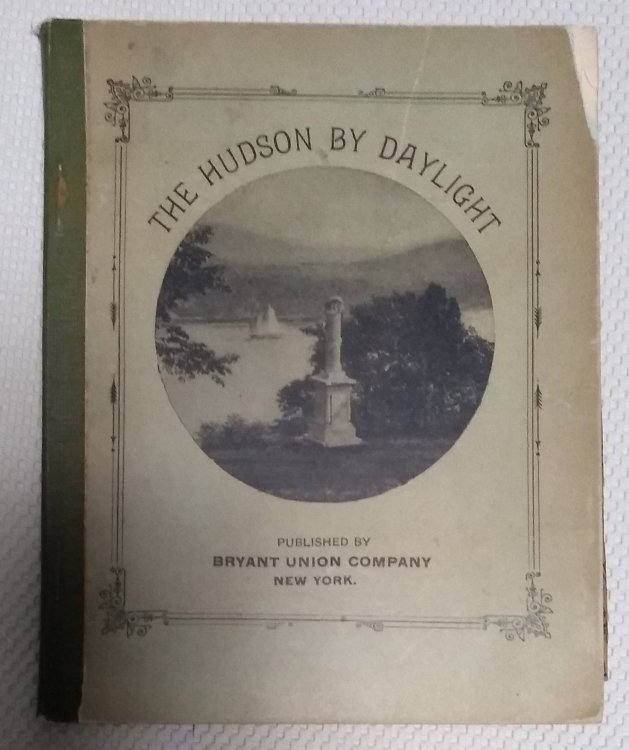 THE HUDSON BY DAYLIGHT
PUBLISHED BY
BRYANT UNION COMPANY
NEW YORK.